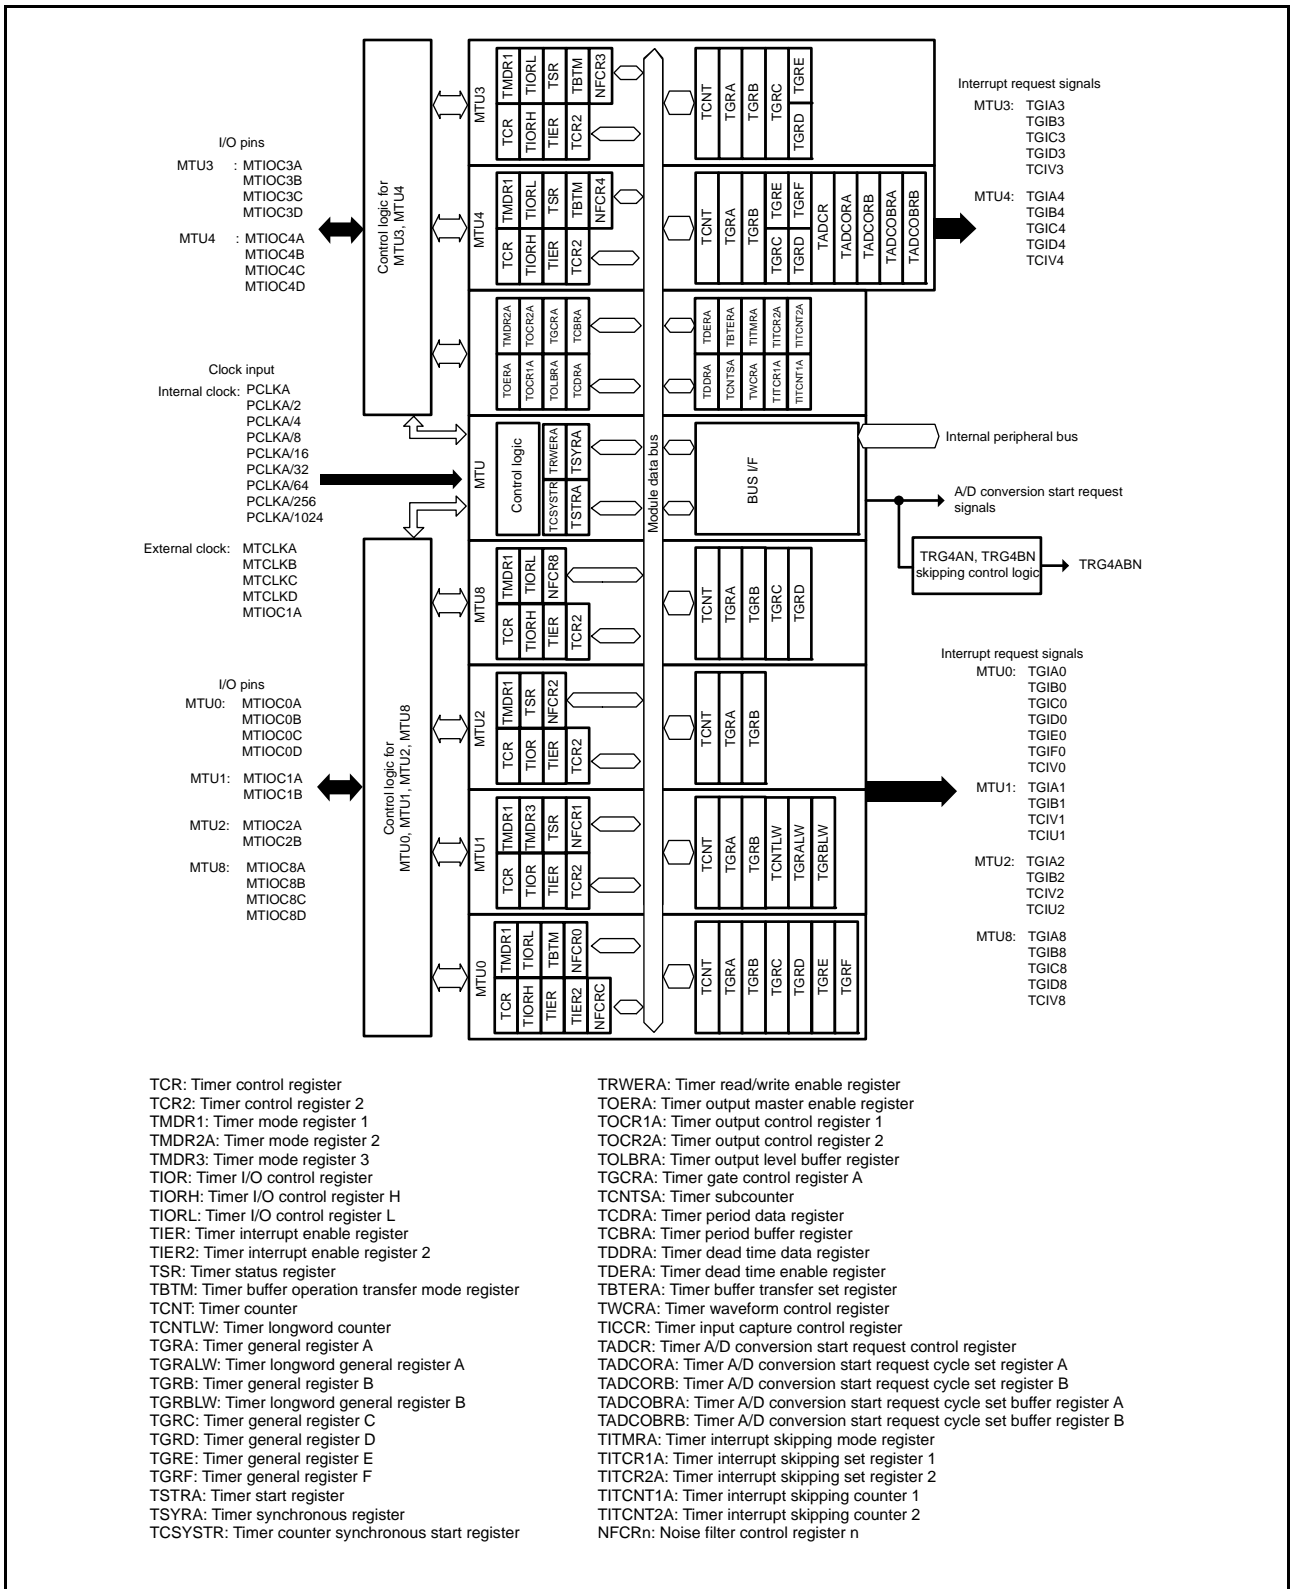 I/O pins
MTU3 : MTIOC3A
MTIOC3B
MTIOC3C
MTIOC3D
MTU4 : MTIOC4A
MTIOC4B
MTIOC4C
MTIOC4D
Clock input
Internal clock: PCLKA
PCLKA/2
PCLKA/4
PCLKA/8
PCLKA/16
PCLKA/32
PCLKA/64
PCLKA/256
PCLKA/1024
External clock: MTCLKA
MTCLKB
MTCLKC
MTCLKD
MTIOC1A
I/O pins
MTU0: MTIOC0A
MTIOC0B
MTIOC0C
MTIOC0D
MTU1: MTIOC1A
MTIOC1B
MTU2: MTIOC2A
MTIOC2B
MTU8: MTIOC8A
MTIOC8B
MTIOC8C
MTIOC8D
Control logic for
MTU3, MTU4
Control logic for
MTU0, MTU1, MTU2, MTU8
MTU3
TMDR1 TIORL TSR TBTM NFCR3
TCR TIORH TIER TCR2
TCNT TGRA TGRB TGRC TGRE
TGRD
MTU4
TMDR1 TIORL TSR TBTM NFCR4
TCR TIORH TIER TCR2
TCNT TGRA TGRB TGRE TGRF TADCR TADCORA TADCORB TADCOBRA TADCOBRB
TGRC TGRD
TMDR2A TOCR2A TGCRA TCBRA
TOERA TOCR1A TOLBRA TCDRA
TDERA TBTERA TITMRA TITCR2A TITCNT2A
TDDRA TCNTSA TWCRA TITCR1A TITCNT1A
MTU
Control logic
TRWERA TSYRA
TCSYSTR TSTRA
Module data bus
BUS I/F
MTU8
TMDR1 TIORL NFCR8
TCR TIORH TIER TCR2
TCNT TGRA TGRB TGRC TGRD
MTU2
TMDR1 TSR NFCR2
TCR TIOR TIER TCR2
TCNT TGRA TGRB
MTU1
TMDR1 TMDR3 TSR NFCR1
TCR TIOR TIER TCR2
TCNT TGRA TGRB TCNTLW TGRALW TGRBLW
MTU0
TMDR1 TIORL TBTM NFCR0
TCR TIORH TIER TIER2 NFCRC
TCNT TGRA TGRB TGRC TGRD TGRE TGRF
Interrupt request signals
MTU3: TGIA3
TGIB3
TGIC3
TGID3
TCIV3
MTU4: TGIA4
TGIB4
TGIC4
TGID4
TCIV4
Internal peripheral bus
A/D conversion start request
signals
TRG4AN, TRG4BN
skipping control logic
TRG4ABN
Interrupt request signals
MTU0: TGIA0
TGIB0
TGIC0
TGID0
TGIE0
TGIF0
TCIV0
MTU1: TGIA1
TGIB1
TCIV1
TCIU1
MTU2: TGIA2
TGIB2
TCIV2
TCIU2
MTU8: TGIA8
TGIB8
TGIC8
TGID8
TCIV8
TCR: Timer control register
TCR2: Timer control register 2
TMDR1: Timer mode register 1
TMDR2A: Timer mode register 2
TMDR3: Timer mode register 3
TIOR: Timer I/O control register
TIORH: Timer I/O control register H
TIORL: Timer I/O control register L
TIER: Timer interrupt enable register
TIER2: Timer interrupt enable register 2
TSR: Timer status register
TBTM: Timer buffer operation transfer mode register
TCNT: Timer counter
TCNTLW: Timer longword counter
TGRA: Timer general register A
TGRALW: Timer longword general register A
TGRB: Timer general register B
TGRBLW: Timer longword general register B
TGRC: Timer general register C
TGRD: Timer general register D
TGRE: Timer general register E
TGRF: Timer general register F
TSTRA: Timer start register
TSYRA: Timer synchronous register
TCSYSTR: Timer counter synchronous start register
TRWERA: Timer read/write enable register
TOERA: Timer output master enable register
TOCR1A: Timer output control register 1
TOCR2A: Timer output control register 2
TOLBRA: Timer output level buffer register
TGCRA: Timer gate control register A
TCNTSA: Timer subcounter
TCDRA: Timer period data register
TCBRA: Timer period buffer register
TDDRA: Timer dead time data register
TDERA: Timer dead time enable register
TBTERA: Timer buffer transfer set register
TWCRA: Timer waveform control register
TICCR: Timer input capture control register
TADCR: Timer A/D conversion start request control register
TADCORA: Timer A/D conversion start request cycle set register A
TADCORB: Timer A/D conversion start request cycle set register B
TADCOBRA: Timer A/D conversion start request cycle set buffer register A
TADCOBRB: Timer A/D conversion start request cycle set buffer register B
TITMRA: Timer interrupt skipping mode register
TITCR1A: Timer interrupt skipping set register 1
TITCR2A: Timer interrupt skipping set register 2
TITCNT1A: Timer interrupt skipping counter 1
TITCNT2A: Timer interrupt skipping counter 2
NFCRn: Noise filter control register n